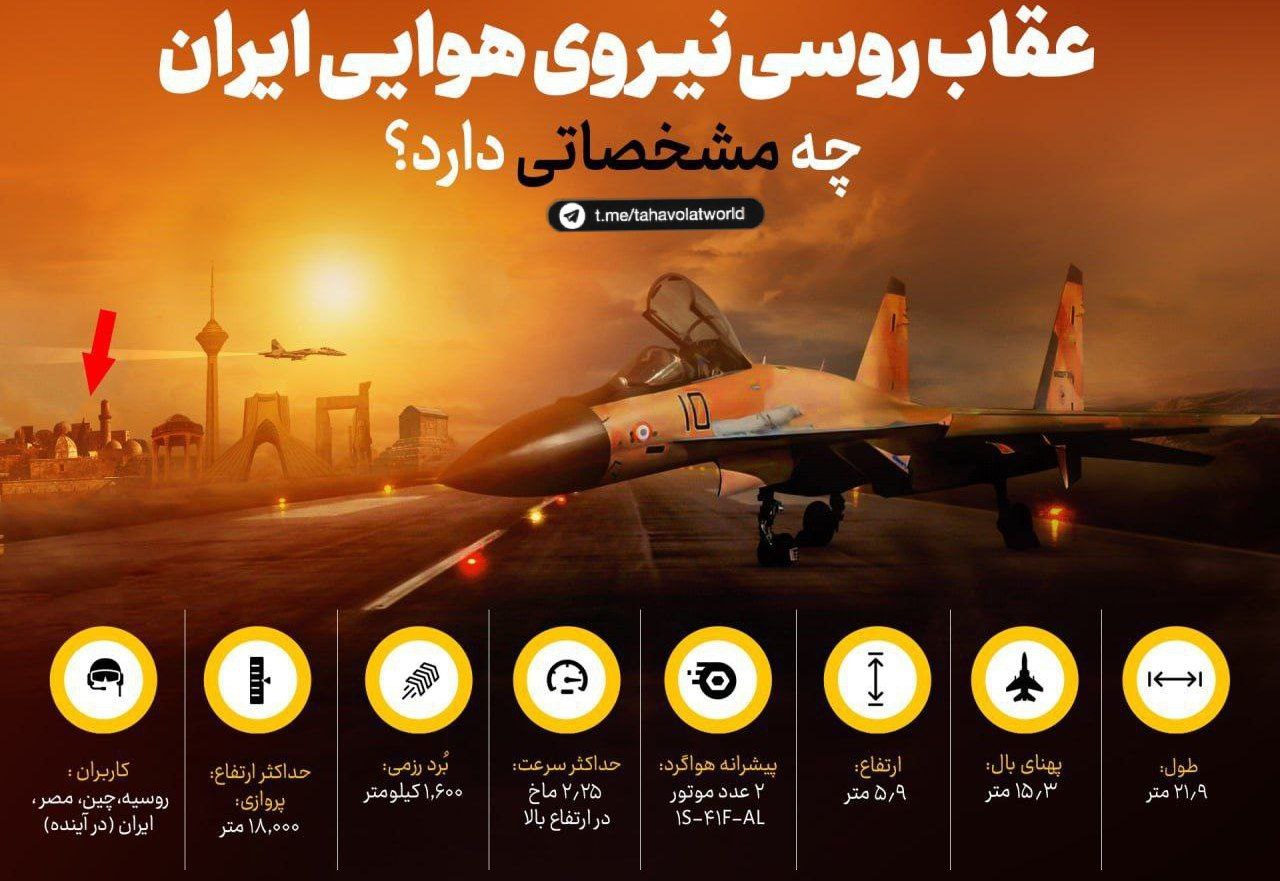 عقاب روسی نیروی هوایی ایران
چه مشخصاتی دارد؟
t.me/tahavolatworld
10
طول:
۲۱٫۹ متر
پهنای بال:
۱۵٫۳ متر
ارتفاع:
۵٫۹ متر
پیشرانه هواگرد:
۲ عدد موتور
۱S-۴۱F-AL
حداکثر سرعت:
۲٫۲۵ ماخ
در ارتفاع بالا
بُرد رزمی:
۱٫۶۰۰ کیلومتر
حداکثر ارتفاع:
پروازی:
۱۸٫۰۰۰ متر
کاربران :
روسیه،چین، مصر ،
ایران (در آینده)